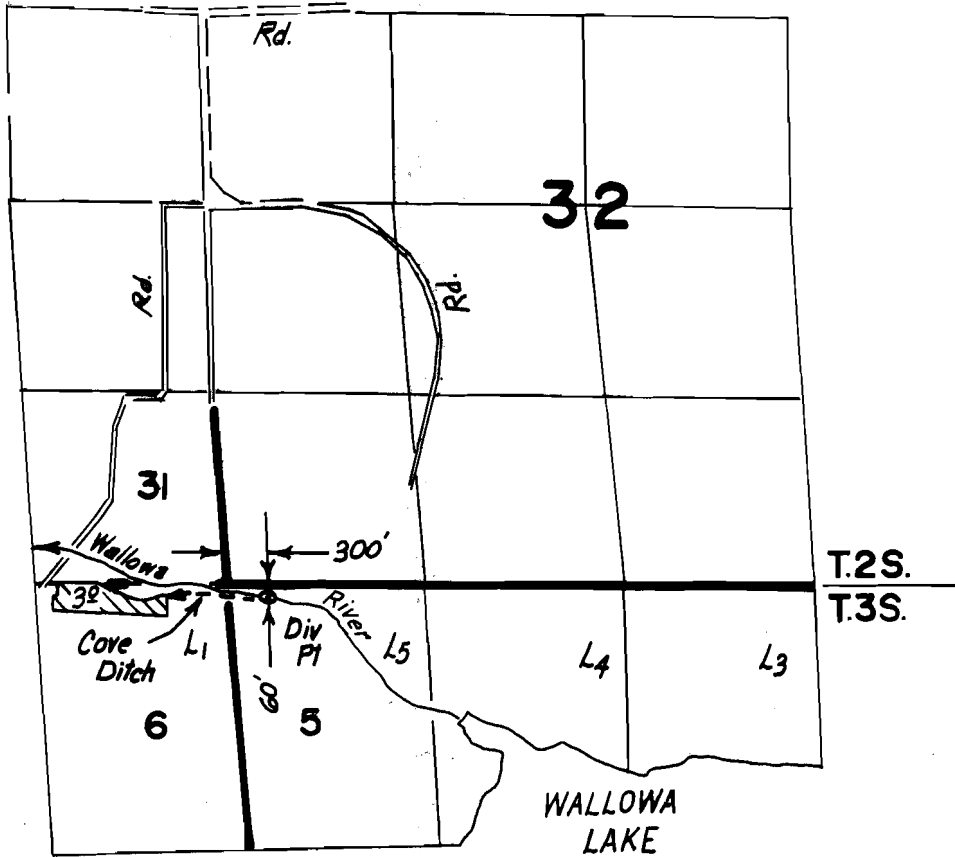 Rd.
32
Rd.
Rd.
31
Wallowa
300'
T.2S.
T.3S.
3º
River
Cove
Ditch
L1
Div
Pt
L5
L4
L3
60'
6
5
WALLOWA
LAKE